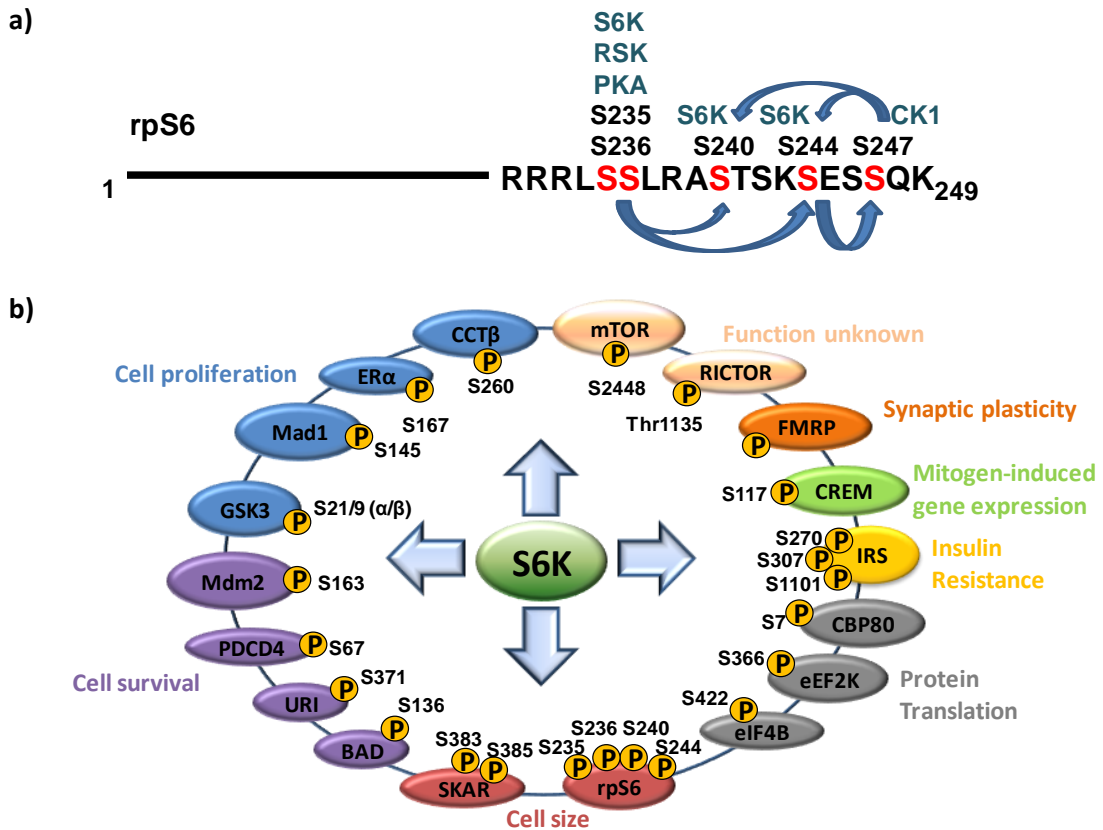 a)
S6K
RSK
PKA
S235 S6K S6K CK1
rpS6
S236 S240 S244 S247
1 RRRLSSLRASTSKSESSQK249
b)
CCTβ
P
S260
mTOR
P
S2448
Function unknown
RICTOR
P
Thr1135
Cell proliferation
ERα
P
S167
Synaptic plasticity
FMRP
P
Mad1
P
S145
Mitogen-induced
gene expression
S117
P
CREM
GSK3
P
S21/9 (α/β)
S6K
S270
P
S307
P
S1101
P
IRS
Insulin
Resistance
Mdm2
P
S163
S7
P
CBP80
PDCD4
P
S67
S366
P
eEF2K
Protein
Translation
Cell survival
URI
P
S371
S422
P
eIF4B
BAD
P
S136
S383
P
S385
P
SKAR
S235
P
S236
P
S240
P
S244
P
rpS6
Cell size